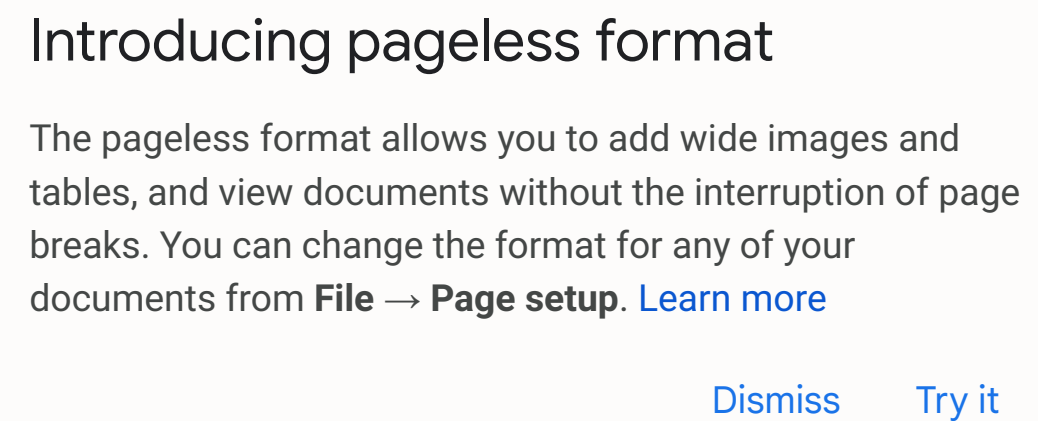 Introducing pageless format
The pageless format allows you to add wide images and
tables, and view documents without the interruption of page
breaks. You can change the format for any of your
documents from File → Page setup. Learn more
Dismiss Try it